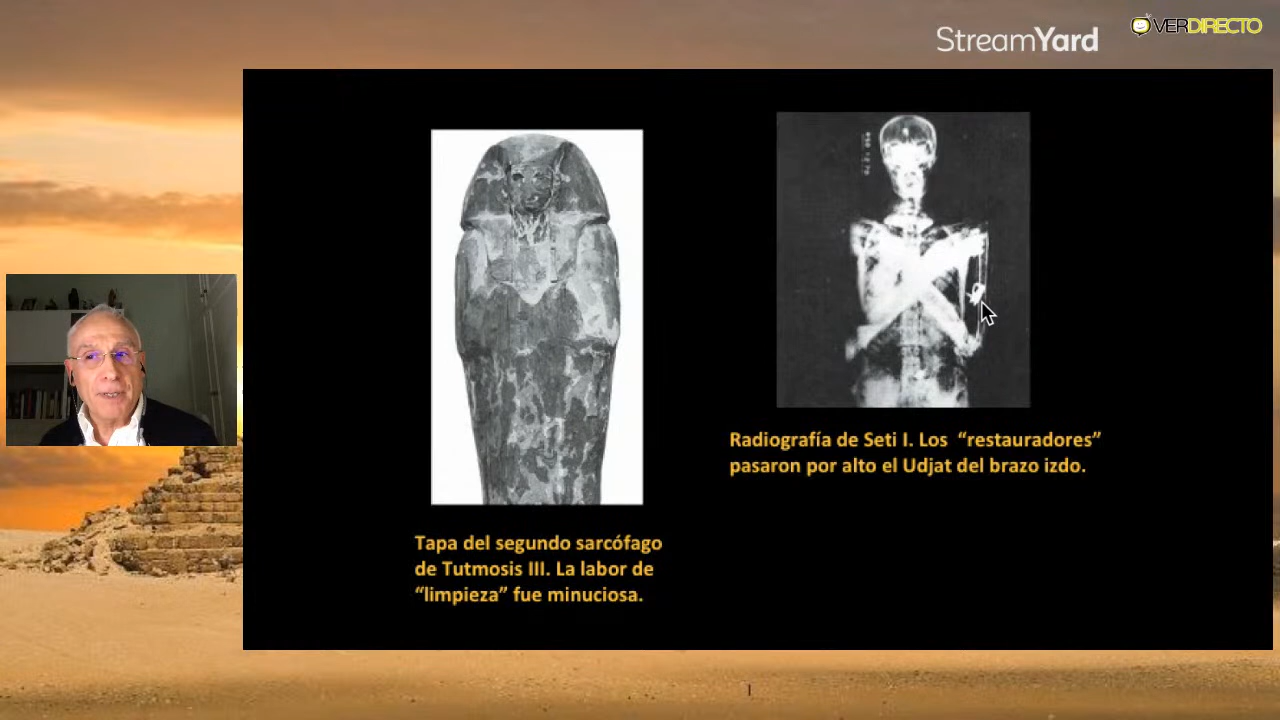 StreamYard
OVERDIRECTO
Tapa del segundo sarcófago
de Tutmosis III. La labor de
“limpieza” fue minuciosa.
Radiografía de Seti I. Los “restauradores”
pasaron por alto el Udjat del brazo izdo.